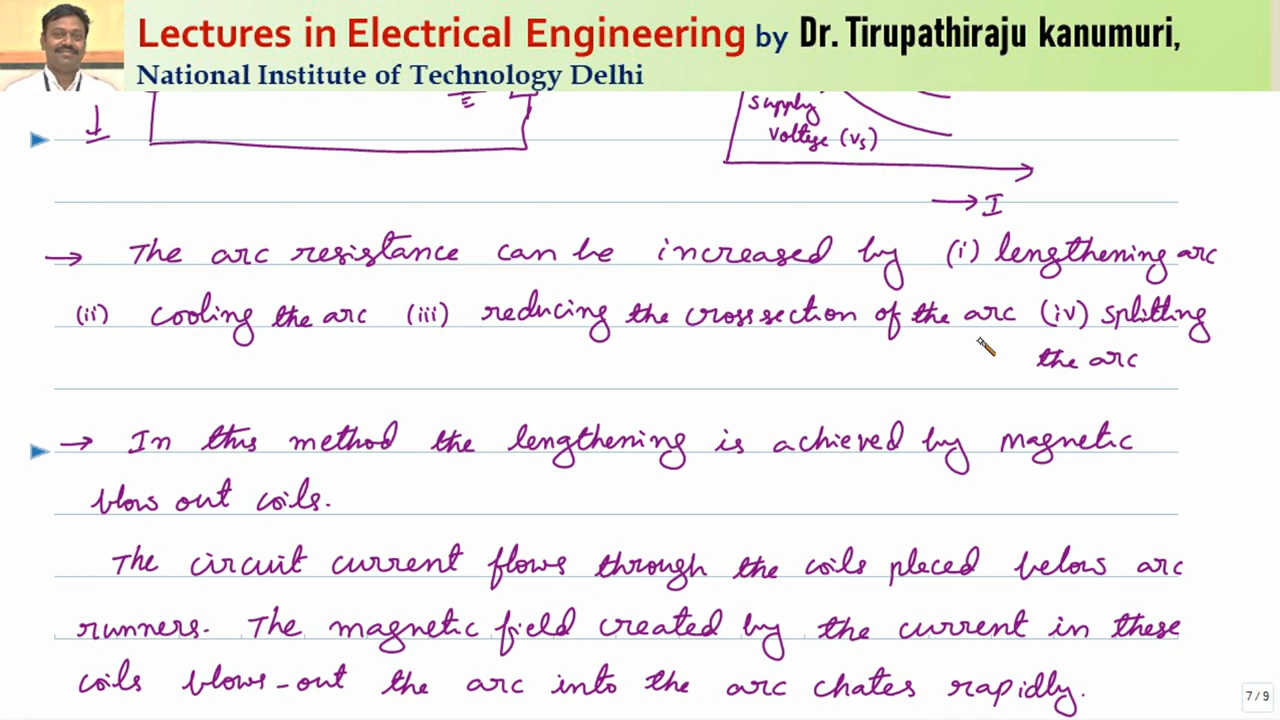 Lectures in Electrical Engineering by Dr. Tirupathiraju kanumuri,
National Institute of Technology Delhi
E
supply
voltage (vs)
→ I
→ The arc resistance can be increased by (i) lengthening arc
(ii) cooling the arc (iii) reducing the cross section of the arc (iv) splitting
the arc
→ In this method the lengthening is achieved by magnetic
blow out coils.
The circuit current flows through the coils placed below arc
runners. The magnetic field created by the current in these
coils blows-out the arc into the arc chates rapidly.
7/9